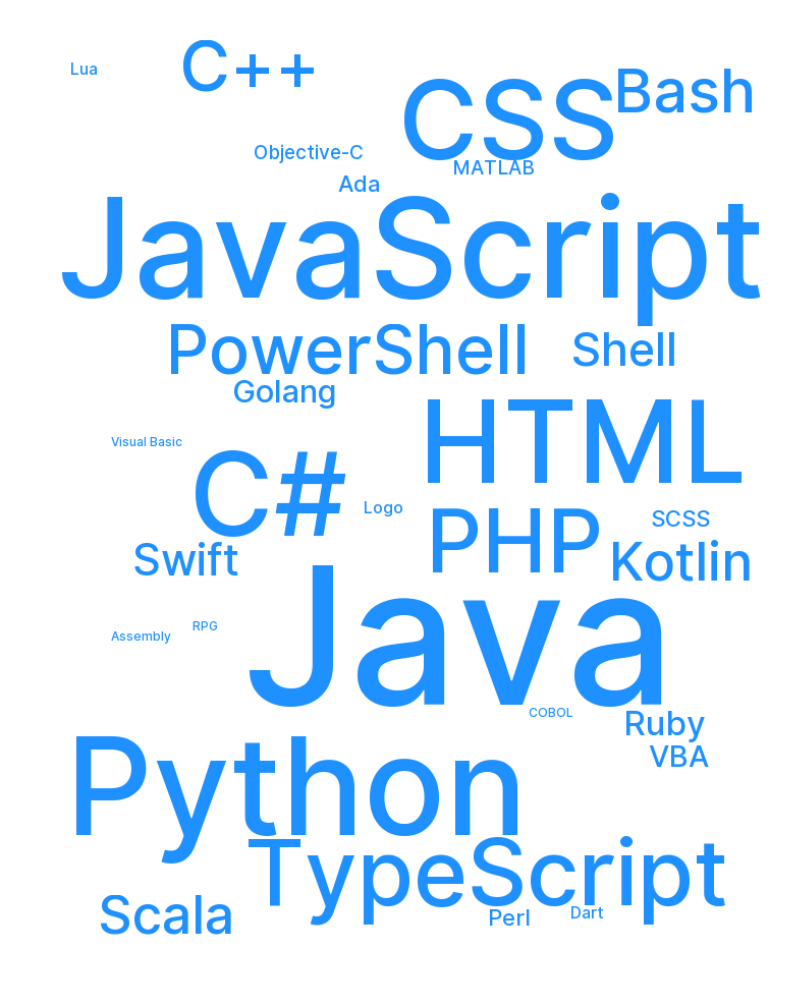 C++
Lua
Bash
CSS
Objective-C
MATLAB
Ada
JavaScript
PowerShell
Shell
Golang
HTML
Visual Basic
C#
Logo
PHP
SCSS
Swift
Kotlin
Java
RPG
Assembly
COBOL
Ruby
VBA
Python
TypeScript
Scala
Perl
Dart